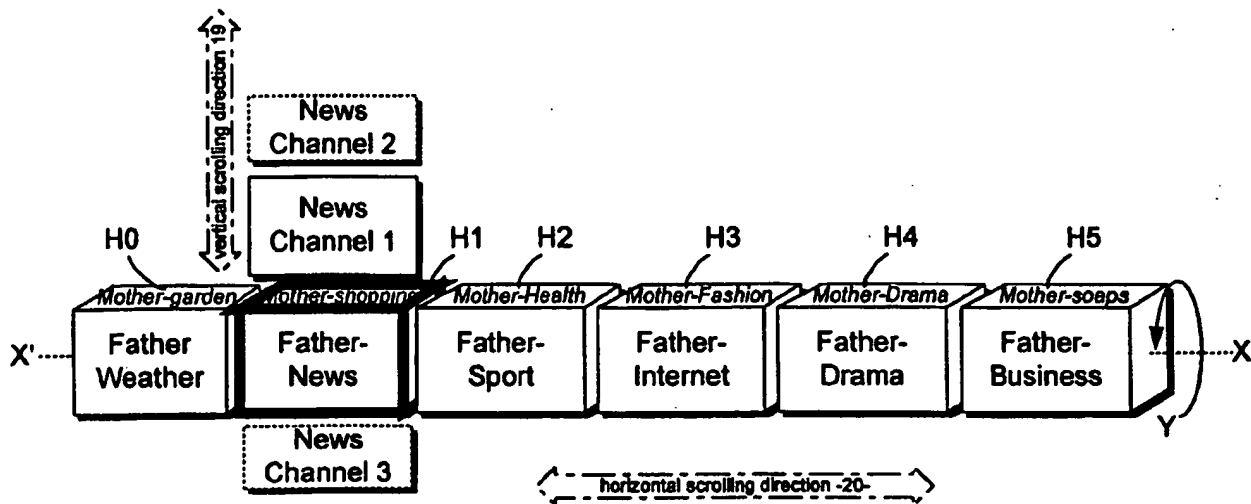 vertical scrolling direction 19
News
Channel 2
News
Channel 1
H0
H1
H2
H3
H4
H5
Mother-garden
Mother-shopping
Mother-Health
Mother-Fashion
Mother-Drama
Mother-soaps
X'
Father
Weather
Father-
News
Father-
Sport
Father-
Internet
Father-
Drama
Father-
Business
X
Y
News
Channel 3
horizontal scrolling direction -20-